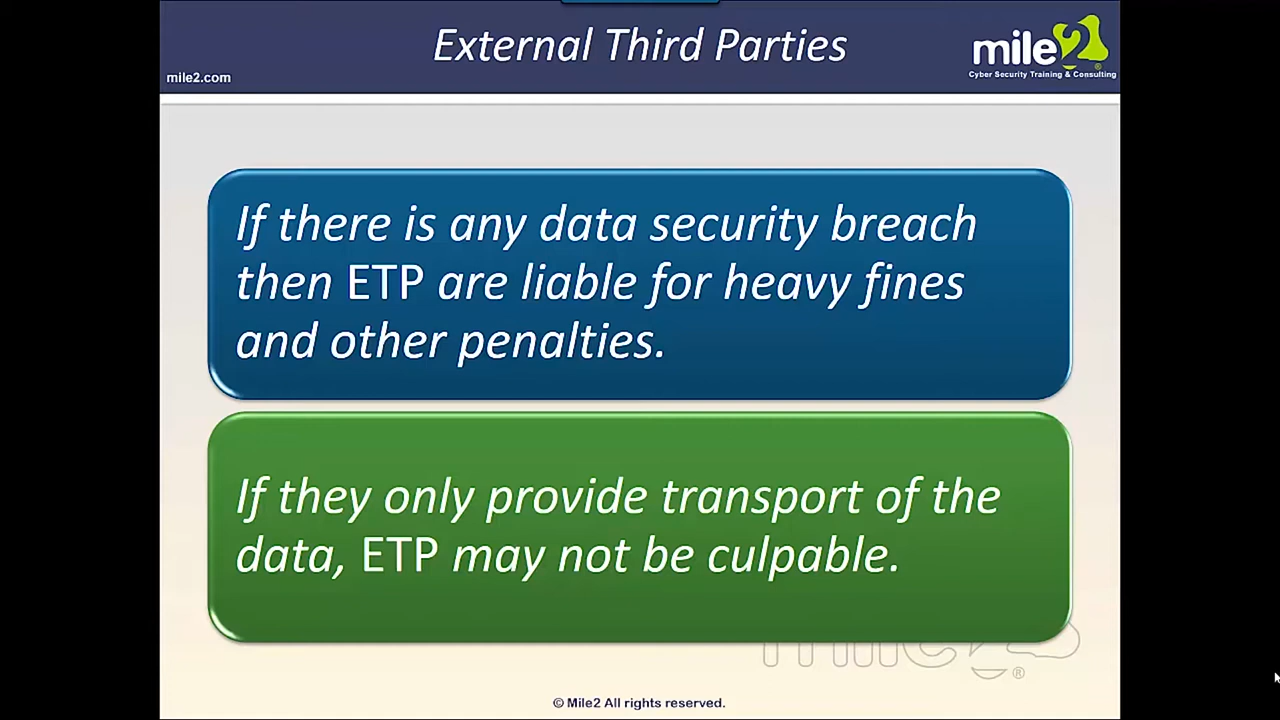 External Third Parties
mile2
mile2.com
Cyber Security Training & Consulting
If there is any data security breach
then ETP are liable for heavy fines
and other penalties.
If they only provide transport of the
data, ETP may not be culpable.
mile2
®
© Mile2 All rights reserved.